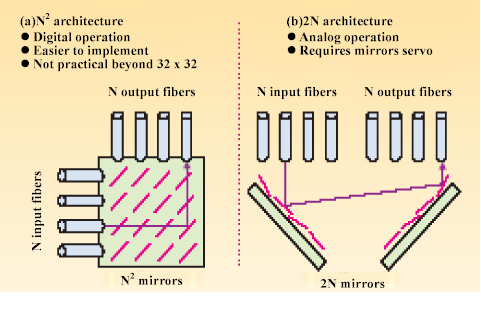 (a)N² architecture
● Digital operation
● Easier to implement
● Not practical beyond 32 x 32
N output fibers
N input fibers
N² mirrors
(b)2N architecture
● Analog operation
● Requires mirrors servo
N input fibers
N output fibers
2N mirrors